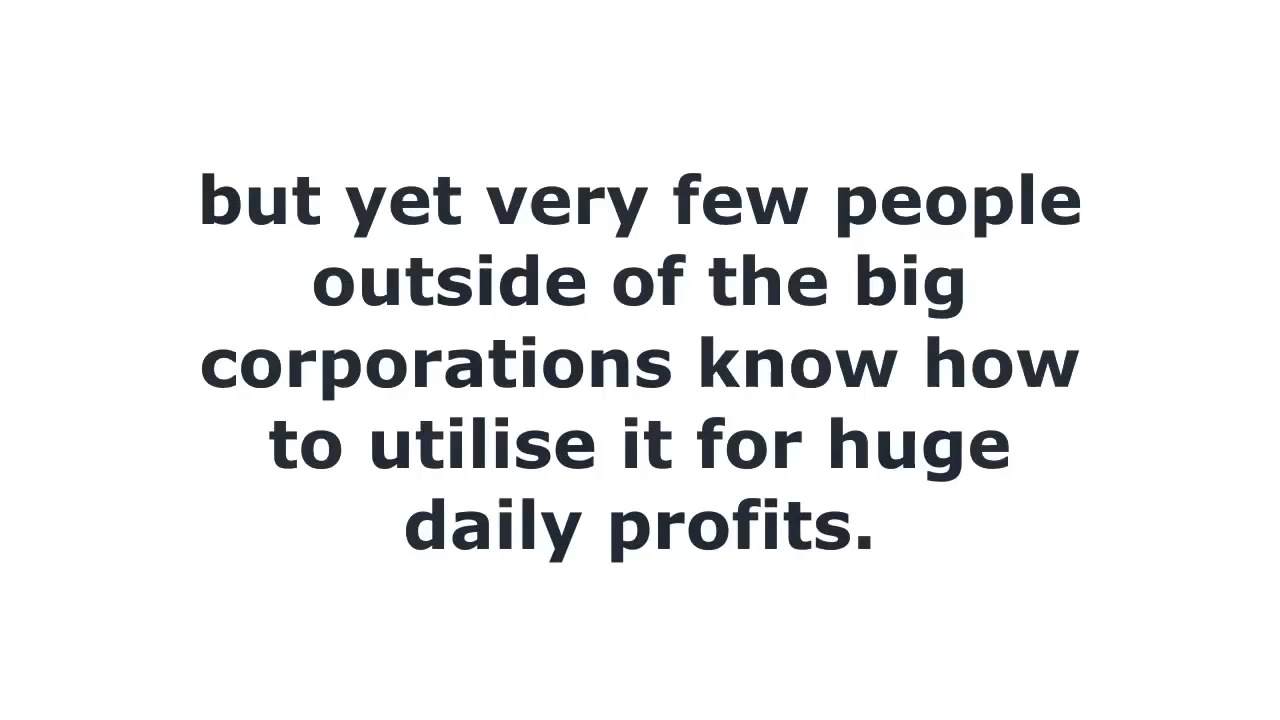 but yet very few people
outside of the big
corporations know how
to utilise it for huge
daily profits.